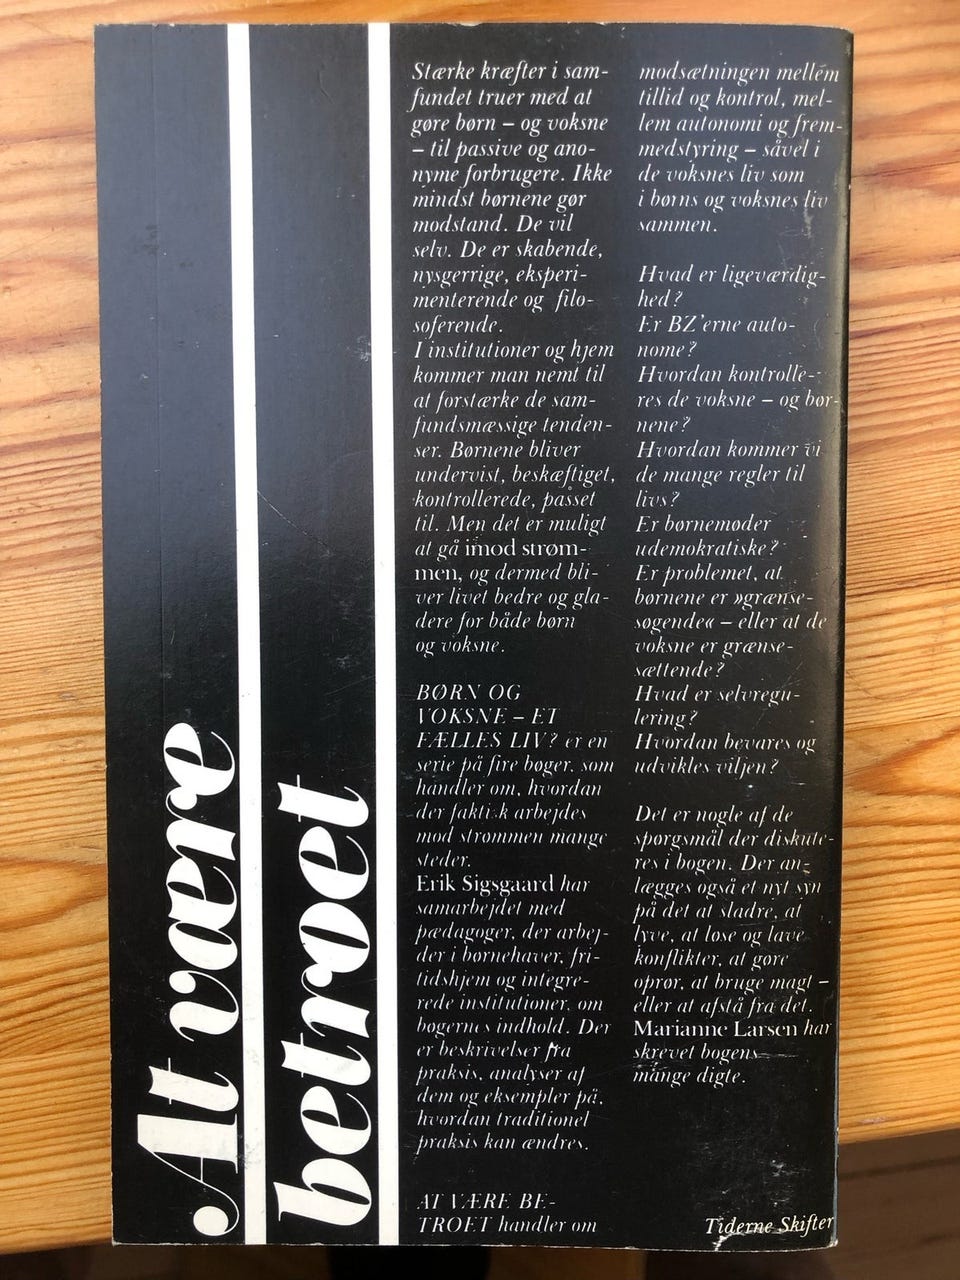 At være
betroet
Stærke kræfter i sam-
fundet truer med at
gøre børn – og voksne
– til passive og ano-
nyme forbrugere. Ikke
mindst børnene gør
modstand. De vil
selv. De er skabende,
nysgerrige, eksperi-
menterende og filo-
soferende.
I institutioner og hjem
kommer man nemt til
at forstærke de sam-
fundsmæssige tenden-
ser. Børnene bliver
undervist, beskæftiget,
kontrollerede, passet
til. Men det er muligt
at gå imod strøm-
men, og dermed bli-
ver livet bedre og gla-
dere for både børn
og voksne.
BØRN OG
VOKSNE – ET
FÆLLES LIV? er en
serie på fire bøger, som
handler om, hvordan
der faktisk arbejdes
mod strømmen mange
steder.
Erik Sigsgaard har
samarbejdet med
pædagoger, der arbej-
der i børnehaver, fri-
tidshjem og integre-
rede institutioner, om
bøgernes indhold. Der
er beskrivelser fra
praksis, analyser af
dem og eksempler på,
hvordan traditionel
praksis kan ændres.
AT VÆRE BE-
TROET handler om
modsætningen mellem
tillid og kontrol, mel-
lem autonomi og frem-
medstyring – såvel i
de voksnes liv som
i børns og voksnes liv
sammen.
Hvad er ligeværdig-
hed?
Er BZ'erne auto-
nome?
Hvordan kontrolle-
res de voksne – og bør-
nene?
Hvordan kommer vi
de mange regler til
livs?
Er børnemøder
udemokratiske?
Er problemet, at
børnene er »grænse-
søgende« – eller at de
voksne er grænse-
sættende?
Hvad er selvregu-
lering?
Hvordan bevares og
udvikles viljen?
Det er nogle af de
spørgsmål der diskute-
res i bogen. Der an-
lægges også et nyt syn
på det at sladre, at
lyve, at løse og lave
konflikter, at gøre
oprør, at bruge magt –
eller at afstå fra det.
Marianne Larsen har
skrevet bogens
mange digte.
Tiderne Skifter